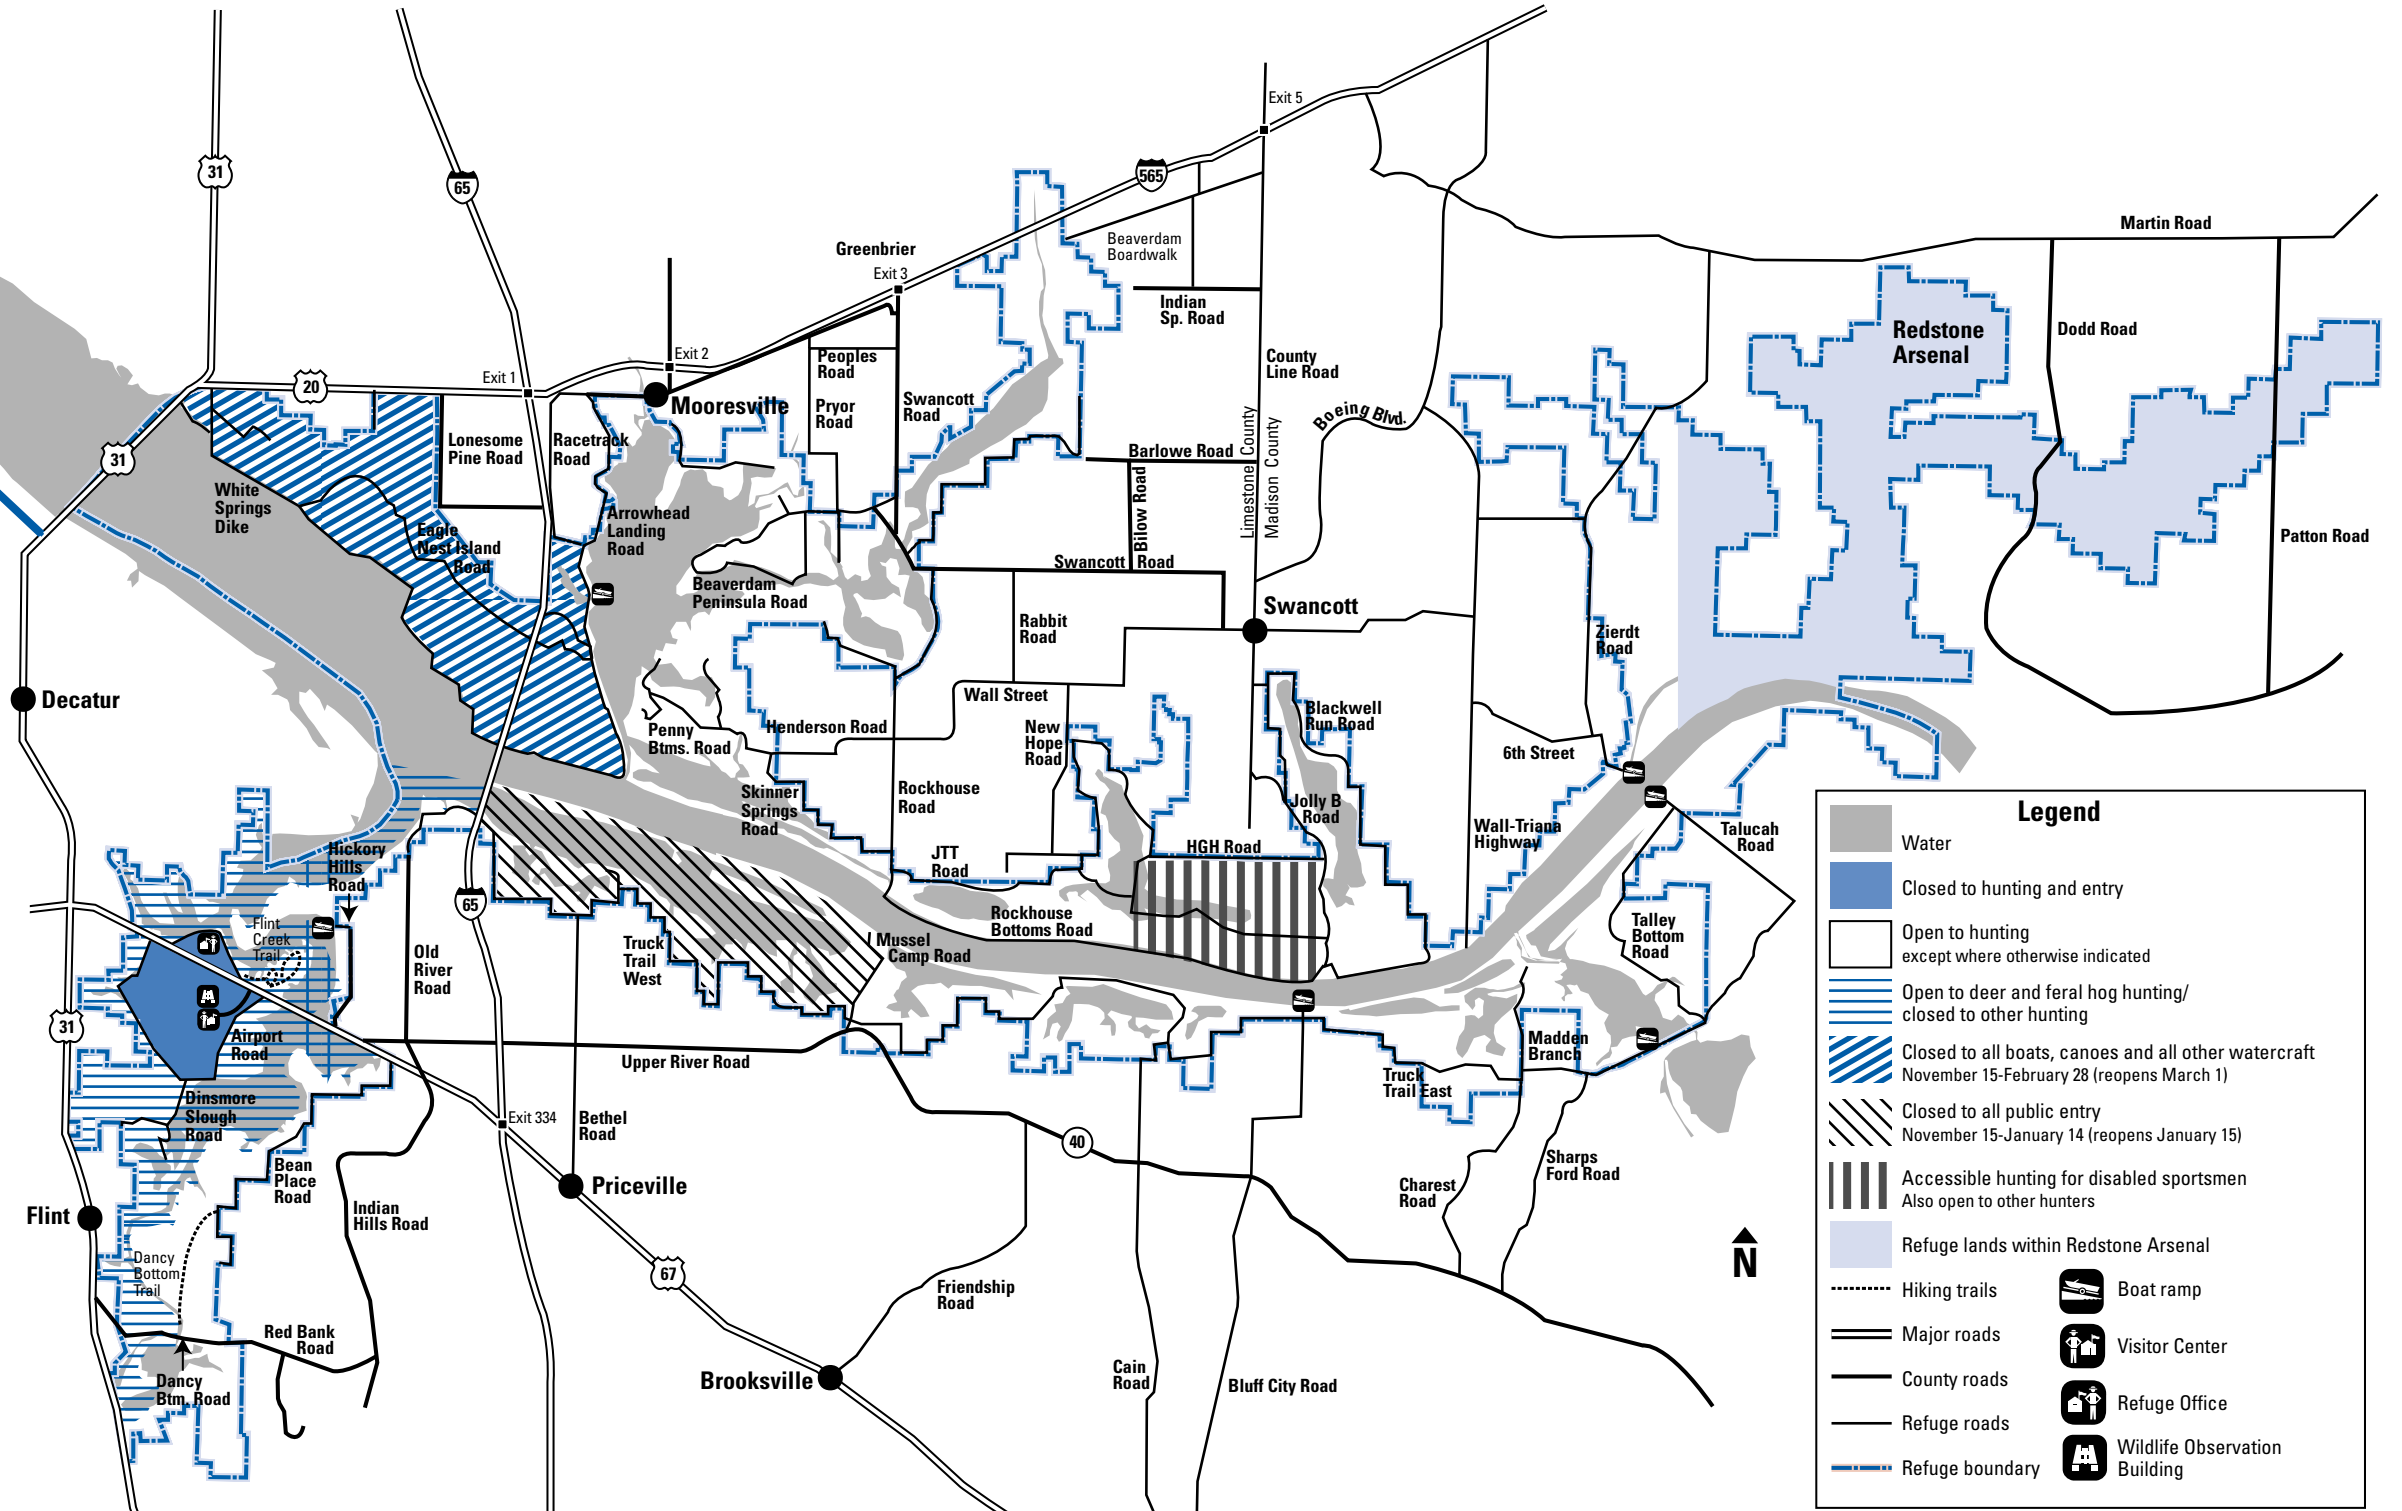 Exit 5
31
565
65
Martin Road
Greenbrier
Beaverdam
Boardwalk
Exit 3
Indian
Sp. Road
Redstone
Arsenal
Dodd Road
Exit 2
Peoples
Road
County
Line Road
Exit 1
20
Mooresville
Pryor
Road
Swancott
Road
Boeing Blvd.
Lonesome
Pine Road
Racetrack
Road
Barlowe Road
31
Limestone County
Madison County
Bilow Road
White
Springs
Dike
Arrowhead
Landing
Road
Eagle
Nest Island
Road
Patton Road
Swancott Road
Beaverdam
Peninsula Road
Swancott
Rabbit
Road
Zierdt
Road
Decatur
Wall Street
Blackwell
Run Road
Penny
Btms. Road
Henderson Road
New
Hope
Road
6th Street
Skinner
Springs
Road
Rockhouse
Road
Jolly B
Road
Wall-Triana
Highway
Talucah
Road
Hickory
Hills
Road
JTT
Road
HGH Road
65
Flint
Creek
Trail
Old
River
Road
Truck
Trail
West
Mussel
Camp Road
Rockhouse
Bottoms Road
Talley
Bottom
Road
31
Airport
Road
Upper River Road
Madden
Branch
Truck
Trail East
Dinsmore
Slough
Road
Exit 334
Bethel
Road
40
Bean
Place
Road
Priceville
Charest
Road
Sharps
Ford Road
Flint
Indian
Hills Road
Dancy
Bottom
Trail
67
Friendship
Road
N
Red Bank
Road
Dancy
Btm. Road
Brooksville
Cain
Road
Bluff City Road
Legend
Water
Closed to hunting and entry
Open to hunting
except where otherwise indicated
Open to deer and feral hog hunting/
closed to other hunting
Closed to all boats, canoes and all other watercraft
November 15-February 28 (reopens March 1)
Closed to all public entry
November 15-January 14 (reopens January 15)
Accessible hunting for disabled sportsmen
Also open to other hunters
Refuge lands within Redstone Arsenal
Hiking trails
Boat ramp
Major roads
Visitor Center
County roads
Refuge Office
Refuge roads
Wildlife Observation
Building
Refuge boundary